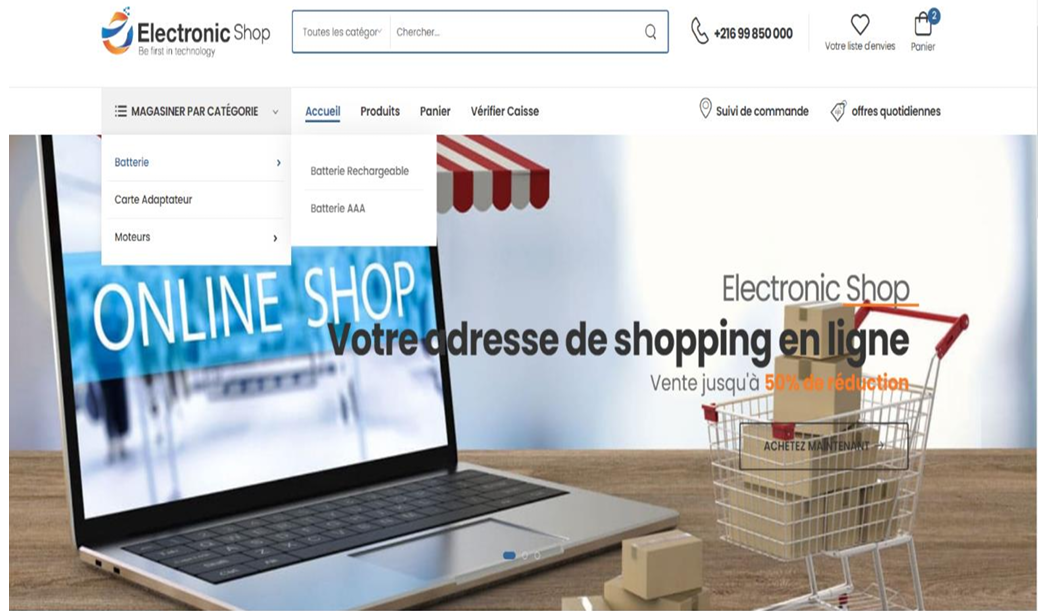 Electronic Shop
Be first in technology
Toutes les catégor
Chercher...
+216 99 850 000
Votre liste d'envies
2
Panier
MAGASINER PAR CATÉGORIE
Accueil
Produits
Panier
Vérifier Caisse
Suivi de commande
offres quotidiennes
Batterie
Carte Adaptateur
Moteurs
Batterie Rechargeable
Batterie AAA
ONLINE SHOP
Electronic Shop
Votre adresse de shopping en ligne
Vente jusqu'à 50% de réduction
ACHETEZ MAINTENANT